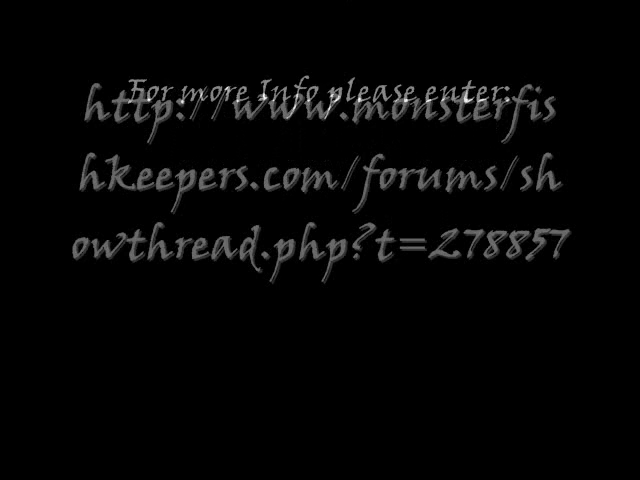 For more Info please enter:
http://www.monsterfis
hkeepers.com/forums/sh
owthread.php?t=278857